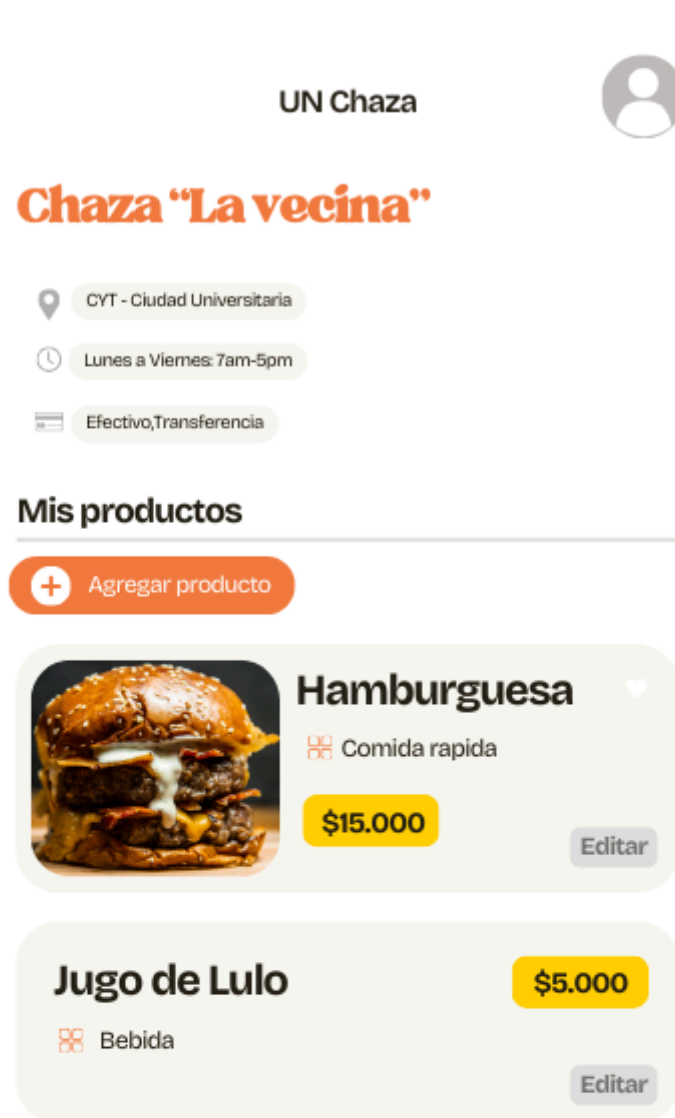 UN Chaza
Chaza “La vecina”
CYT - Ciudad Universitaria
Lunes a Viernes: 7am-5pm
Efectivo,Transferencia
Mis productos
Agregar producto
Hamburguesa
Comida rapida
$15.000
Editar
Jugo de Lulo
$5.000
Bebida
Editar